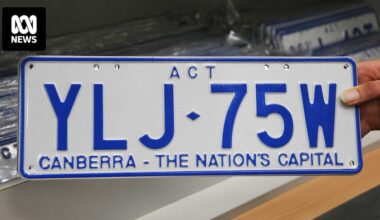 ABC
NEWS
ACT
YLJ·75W
CANBERRA - THE NATION'S CAPITAL